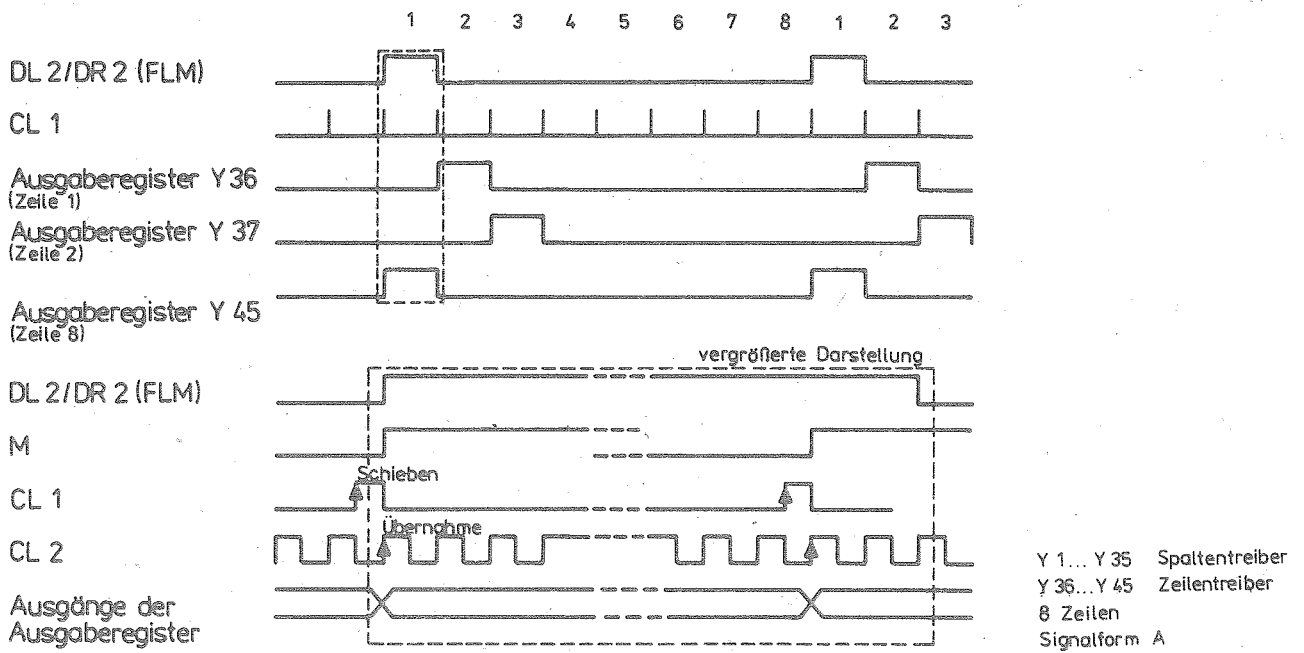 1 2 3 4 5 6 7 8 1 2 3
DL 2/DR 2 (FLM)
CL 1
Ausgaberegister Y 36
(Zeile 1)
Ausgaberegister Y 37
(Zeile 2)
Ausgaberegister Y 45
(Zeile 8)
vergrößerte Darstellung
DL 2/DR 2 (FLM)
M
Schieben
CL 1
Übernahme
CL 2
Ausgänge der
Ausgaberegister
Y 1... Y 35 Spaltentreiber
Y 36...Y 45 Zeilentreiber
8 Zeilen
Signalform A